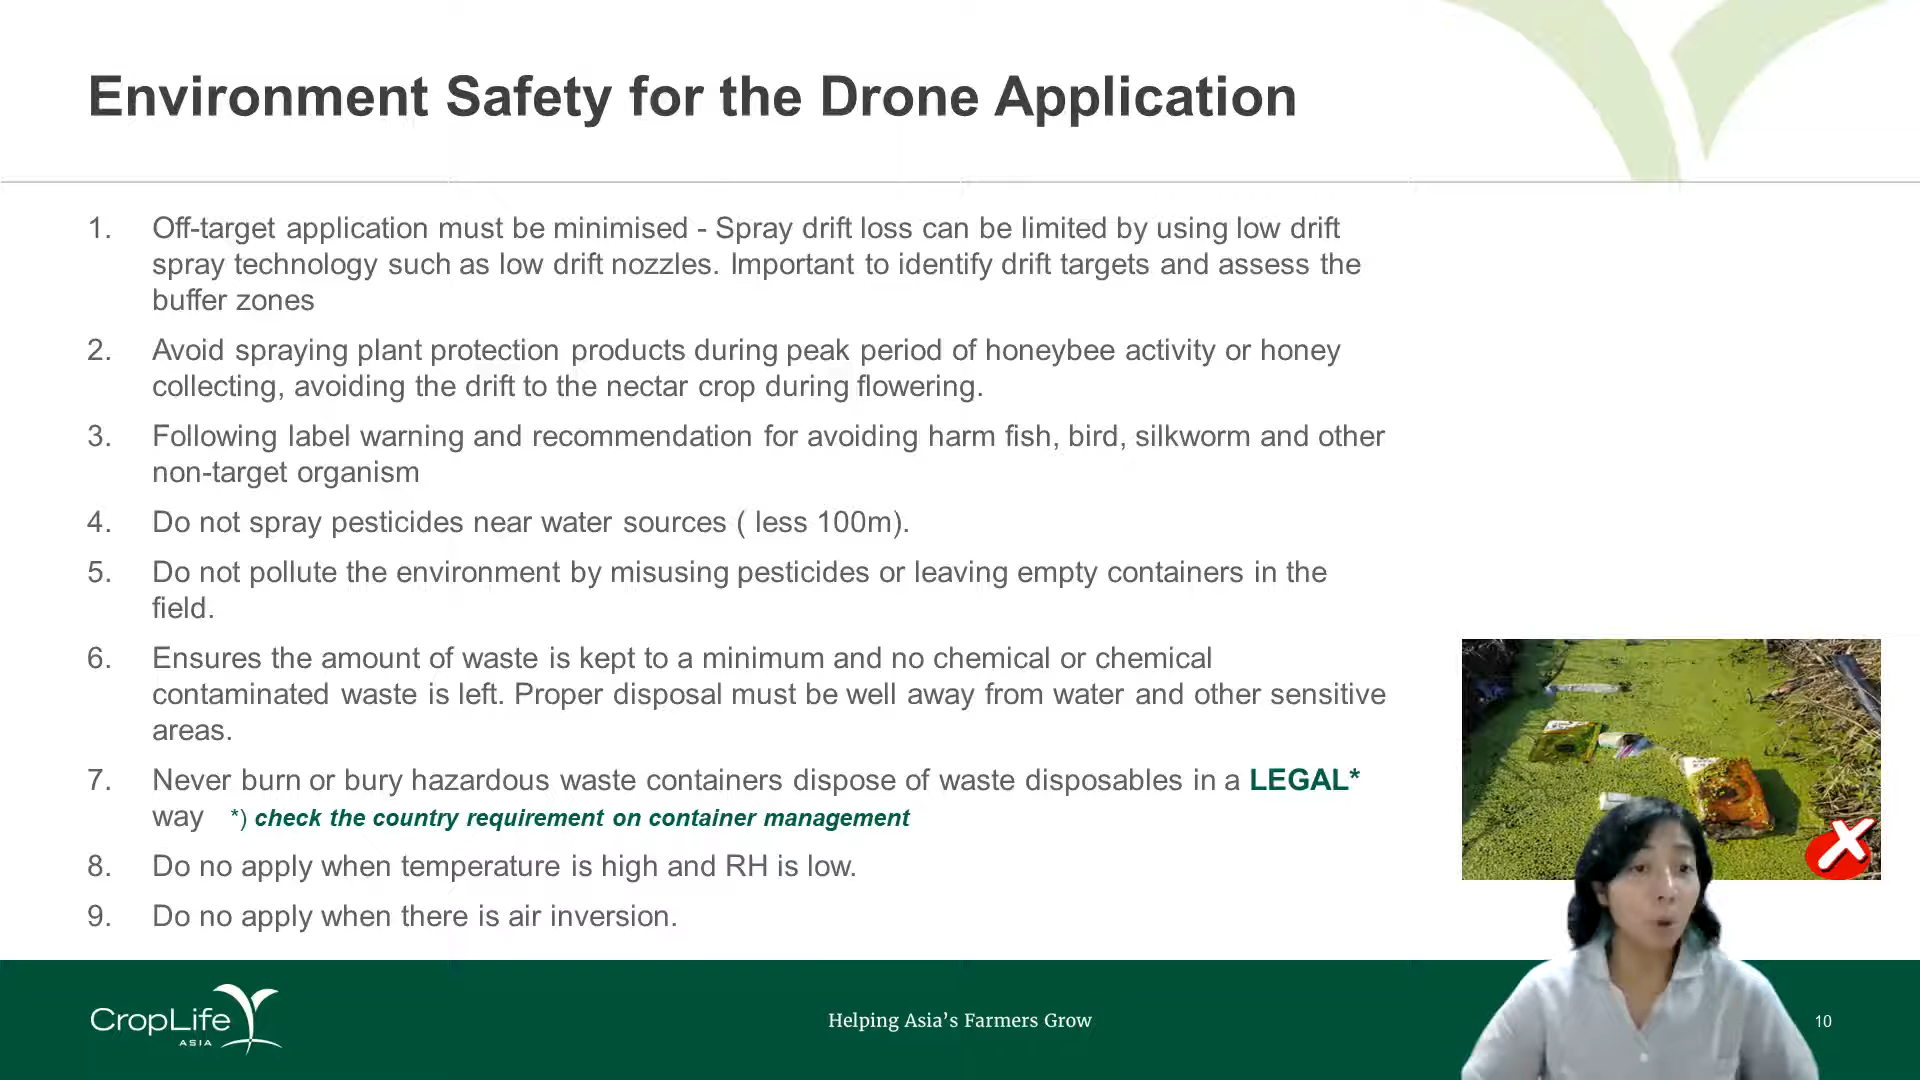 Environment Safety for the Drone Application
1. Off-target application must be minimised - Spray drift loss can be limited by using low drift
spray technology such as low drift nozzles. Important to identify drift targets and assess the
buffer zones
2. Avoid spraying plant protection products during peak period of honeybee activity or honey
collecting, avoiding the drift to the nectar crop during flowering.
3. Following label warning and recommendation for avoiding harm fish, bird, silkworm and other
non-target organism
4. Do not spray pesticides near water sources ( less 100m).
5. Do not pollute the environment by misusing pesticides or leaving empty containers in the
field.
6. Ensures the amount of waste is kept to a minimum and no chemical or chemical
contaminated waste is left. Proper disposal must be well away from water and other sensitive
areas.
7. Never burn or bury hazardous waste containers dispose of waste disposables in a LEGAL*
way *) check the country requirement on container management
8. Do no apply when temperature is high and RH is low.
9. Do no apply when there is air inversion.
CropLife
ASIA
Helping Asia's Farmers Grow
10